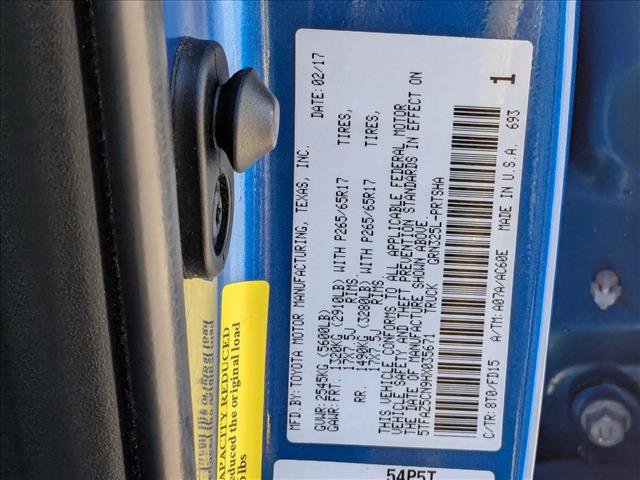 MFD.BY: TOYOTA MOTOR MANUFACTURING, TEXAS, INC. DATE: 02/17
GVWR: 2545KG (5600LB)
GAWR: FRT. 1320KG (2910LB) WITH P265/65R17 TIRES,
17X7.5J RIMS,
RR 1490KG (3280LB) WITH P265/65R17 TIRES,
17X7.5J RIMS,
THIS VEHICLE CONFORMS TO ALL APPLICABLE FEDERAL MOTOR
VEHICLE SAFETY AND THEFT PREVENTION STANDARDS IN EFFECT ON
THE DATE OF MANUFACTURE SHOWN ABOVE.
5TFAZ5CN9HX035671 TRUCK GRN325L-PRTSHA
1
C/TR: 8T0/FD15 A/TM: A07A/AC60E MADE IN U.S.A. 693
54P5T
CAPACITY REDUCED
reduced the original load
lbs